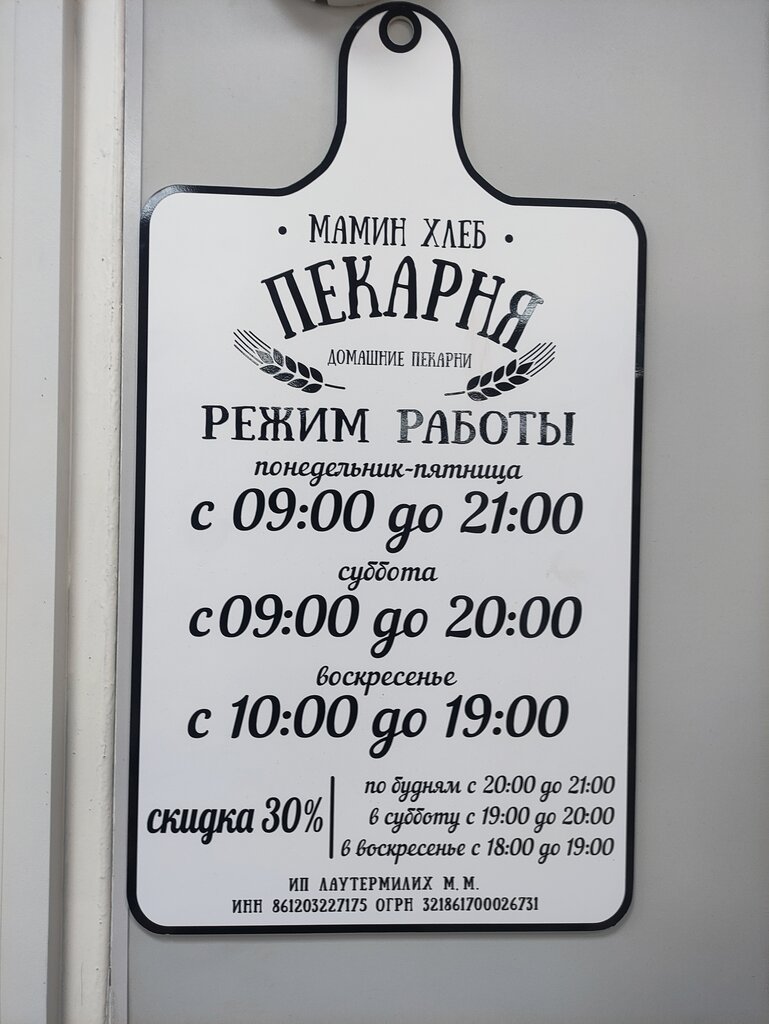 • МАМИН ХЛЕБ •
ПЕКАРНЯ
ДОМАШНИЕ ПЕКАРНИ
РЕЖИМ РАБОТЫ
понедельник-пятница
с 09:00 до 21:00
суббота
с 09:00 до 20:00
воскресенье
с 10:00 до 19:00
скидка 30%
по будням с 20:00 до 21:00
в субботу с 19:00 до 20:00
в воскресенье с 18:00 до 19:00
ИП ЛАУТЕРМИЛИХ М.М.
ИНН 861203227175 ОГРН 321861700026731